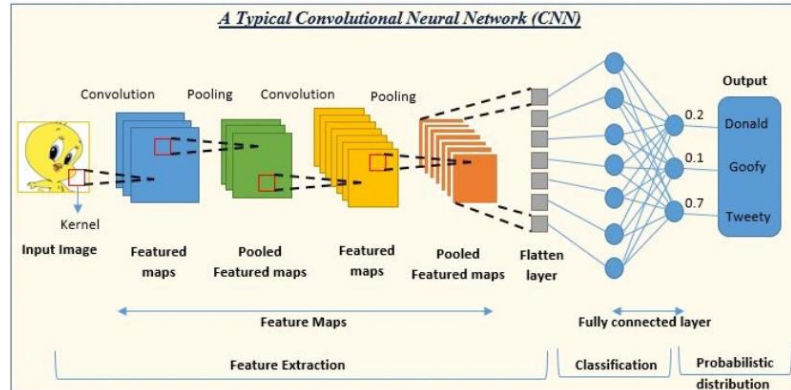 A Typical Convolutional Neural Network (CNN)
Convolution
Pooling
Convolution
Pooling
Output
0.2
Donald
0.1
Goofy
0.7
Tweety
Kernel
Input Image
Featured
maps
Pooled
Featured maps
Featured
maps
Pooled
Featured maps
Flatten
layer
Feature Maps
Fully connected layer
Feature Extraction
Classification
Probabilistic
distribution